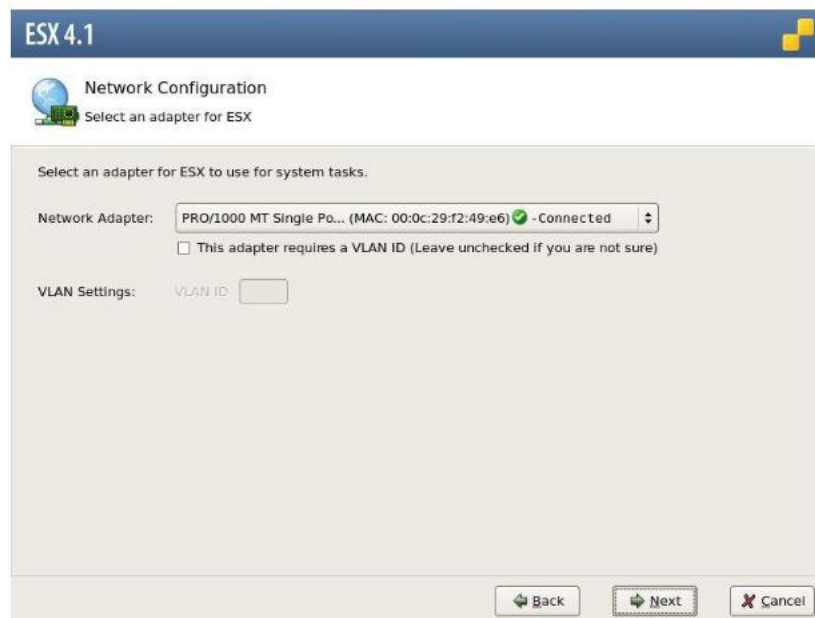 ESX 4.1
Network Configuration
Select an adapter for ESX
Select an adapter for ESX to use for system tasks.
Network Adapter: PRO/1000 MT Single Po... (MAC: 00:0c:29:f2:49:e6) - Connected
This adapter requires a VLAN ID (Leave unchecked if you are not sure)
VLAN Settings: VLAN ID
Back Next Cancel